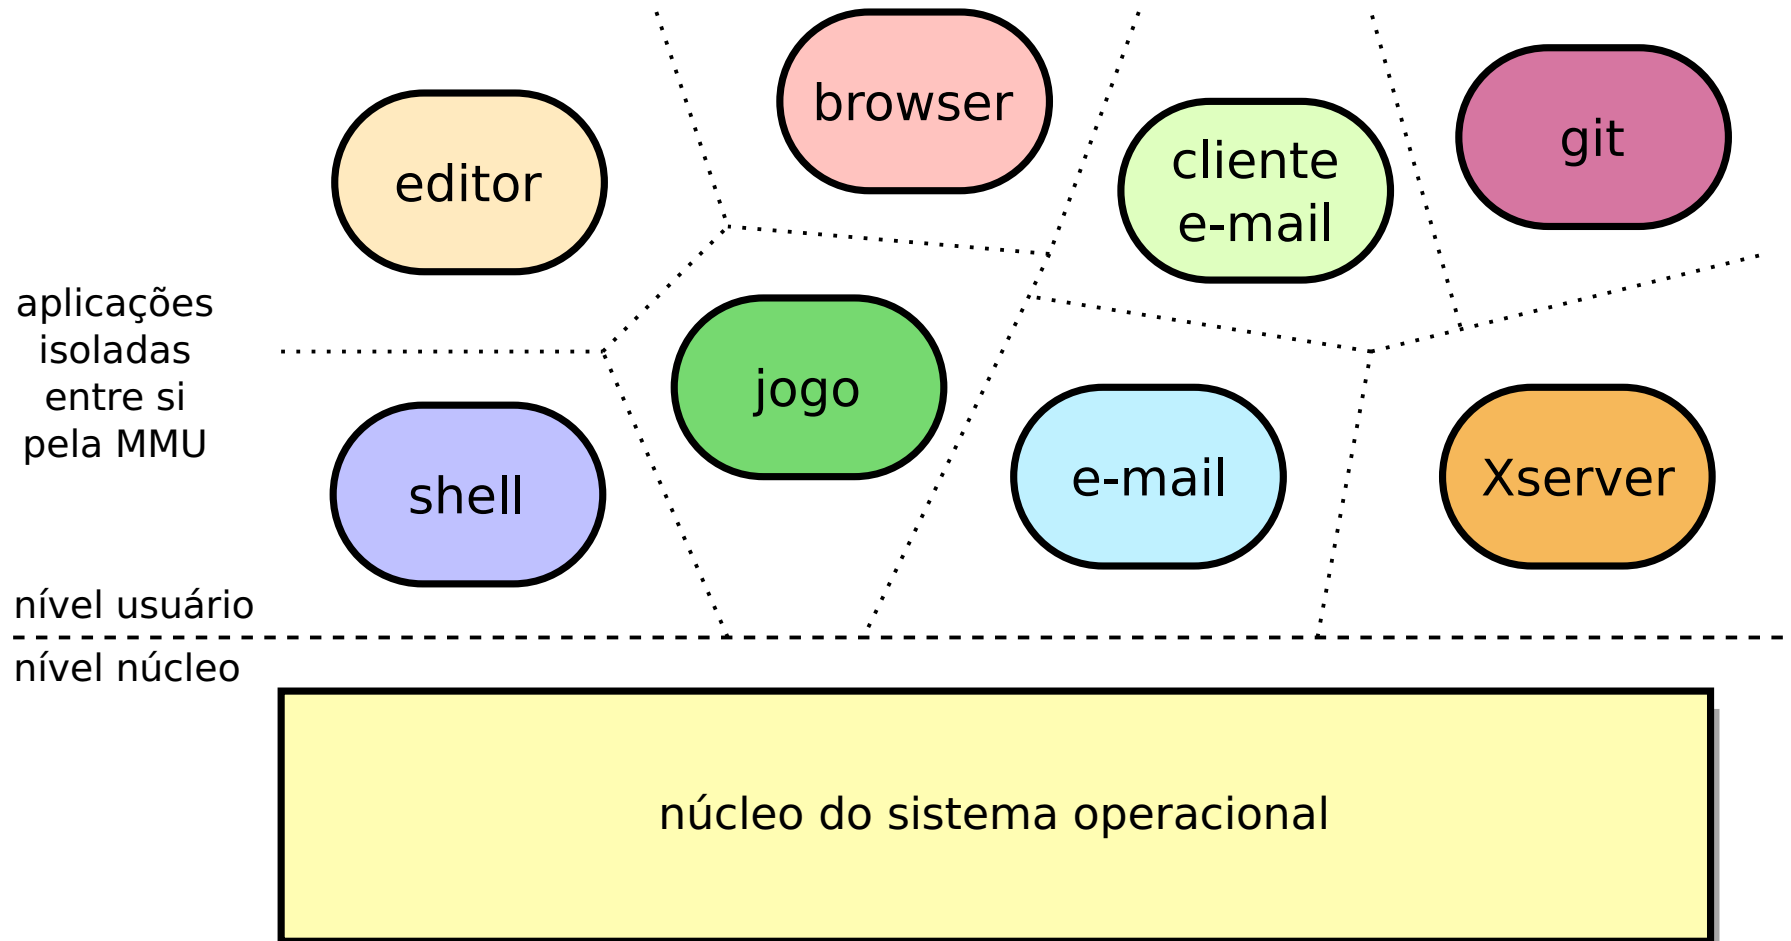 browser
git
cliente
e-mail
editor
aplicações
isoladas
entre si
pela MMU
jogo
e-mail
Xserver
shell
nível usuário
nível núcleo
núcleo do sistema operacional